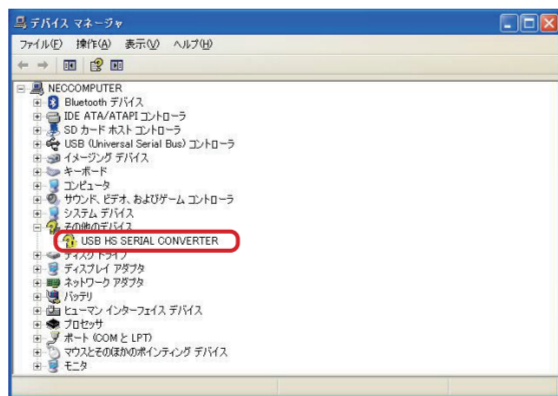 デバイス マネージャ
ファイル(F) 操作(A) 表示(V) ヘルプ(H)
NECCOMPUTER
Bluetooth デバイス
IDE ATA/ATAPI コントローラ
SD カード ホスト コントローラ
USB (Universal Serial Bus) コントローラ
イメージング デバイス
キーボード
コンピュータ
サウンド、ビデオ、およびゲーム コントローラ
システム デバイス
その他のデバイス
USB HS SERIAL CONVERTER
ディスク ドライブ
ディスプレイ アダプタ
ネットワーク アダプタ
バッテリ
ヒューマン インターフェイス デバイス
プロセッサ
ポート (COM と LPT)
マウスとそのほかのポインティング デバイス
モニタ